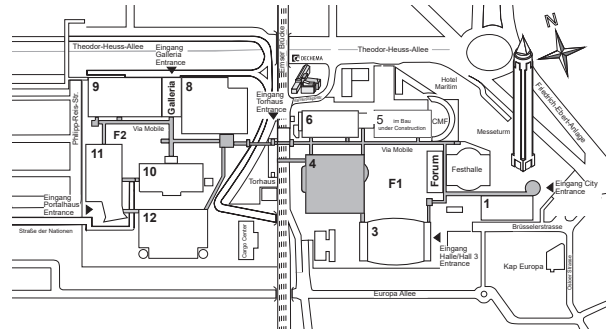 N
Theodor-Heuss-Allee
Theodor-Heuss-Allee
Emser Brücke
DECHEMA
Eingang
Galleria
Entrance
Hotel
Maritim
Friedrich-Ebert-Anlage
Philipp-Reis-Str.
9
Galleria
8
Eingang
Torhaus
Entrance
6
5
im Bau
under Construction
CMF
Messeturm
F2
Via Mobile
Via Mobile
11
10
4
F1
Forum
Festhalle
Torhaus
Eingang City
Entrance
Eingang
Portalhaus
Entrance
12
1
Straße der Nationen
Cargo Center
3
Eingang
Halle/Hall 3
Entrance
Brüsselerstrasse
Kap Europa
Europa Allee